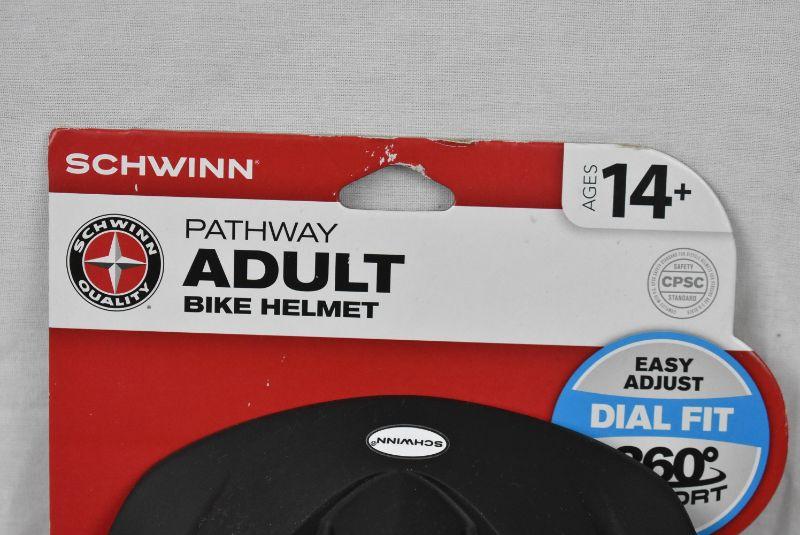 SCHWINN
AGES 14+
SCHWINN
QUALITY
PATHWAY
ADULT
BIKE HELMET
SAFETY
CPSC
STANDARD
EASY
ADJUST
DIAL FIT
360°
SCHWINN